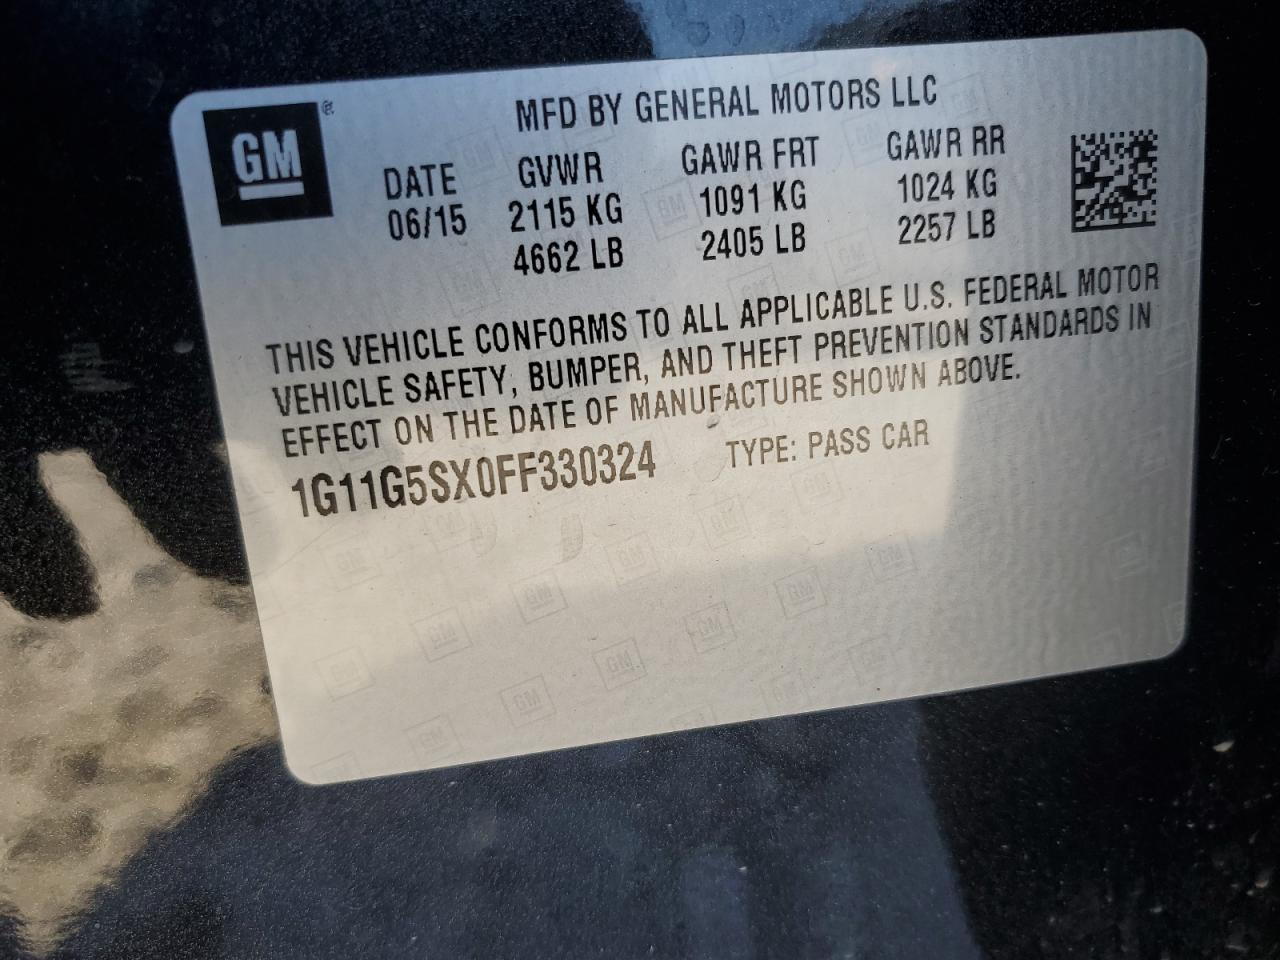 GM
MFD BY GENERAL MOTORS LLC
DATE GVWR GAWR FRT GAWR RR
06/15 2115 KG 1091 KG 1024 KG
4662 LB 2405 LB 2257 LB
THIS VEHICLE CONFORMS TO ALL APPLICABLE U.S. FEDERAL MOTOR
VEHICLE SAFETY, BUMPER, AND THEFT PREVENTION STANDARDS IN
EFFECT ON THE DATE OF MANUFACTURE SHOWN ABOVE.
1G11G5SX0FF330324 TYPE: PASS CAR